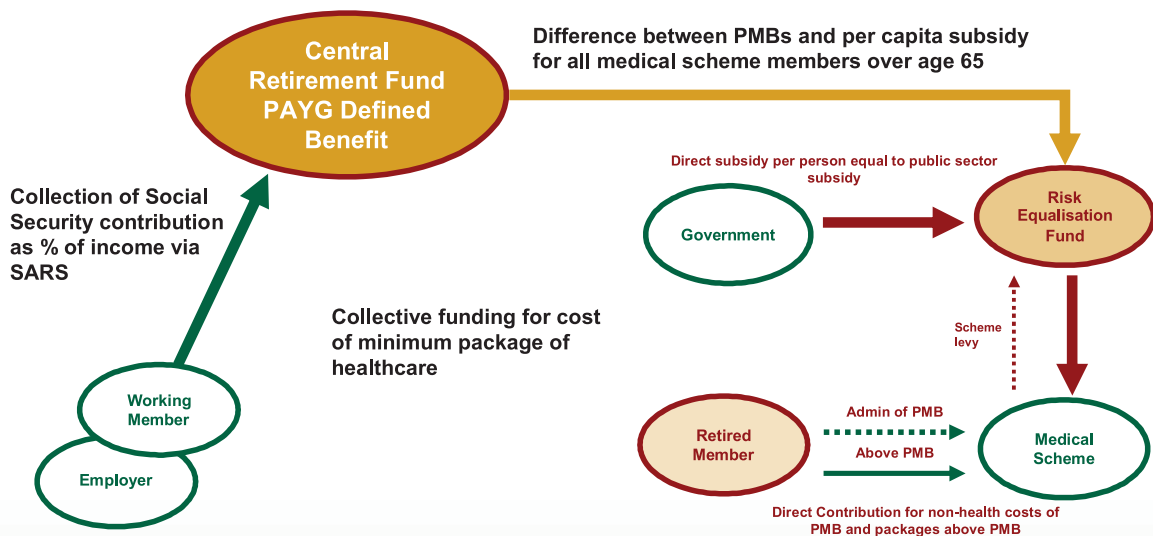 Central
Retirement Fund
PAYG Defined
Benefit
Difference between PMBs and per capita subsidy
for all medical scheme members over age 65
Direct subsidy per person equal to public sector
subsidy
Collection of Social
Security contribution
as % of income via
SARS
Government
Risk
Equalisation
Fund
Collective funding for cost
of minimum package of
healthcare
Scheme
levy
Working
Member
Employer
Retired
Member
Admin of PMB
Above PMB
Medical
Scheme
Direct Contribution for non-health costs of
PMB and packages above PMB